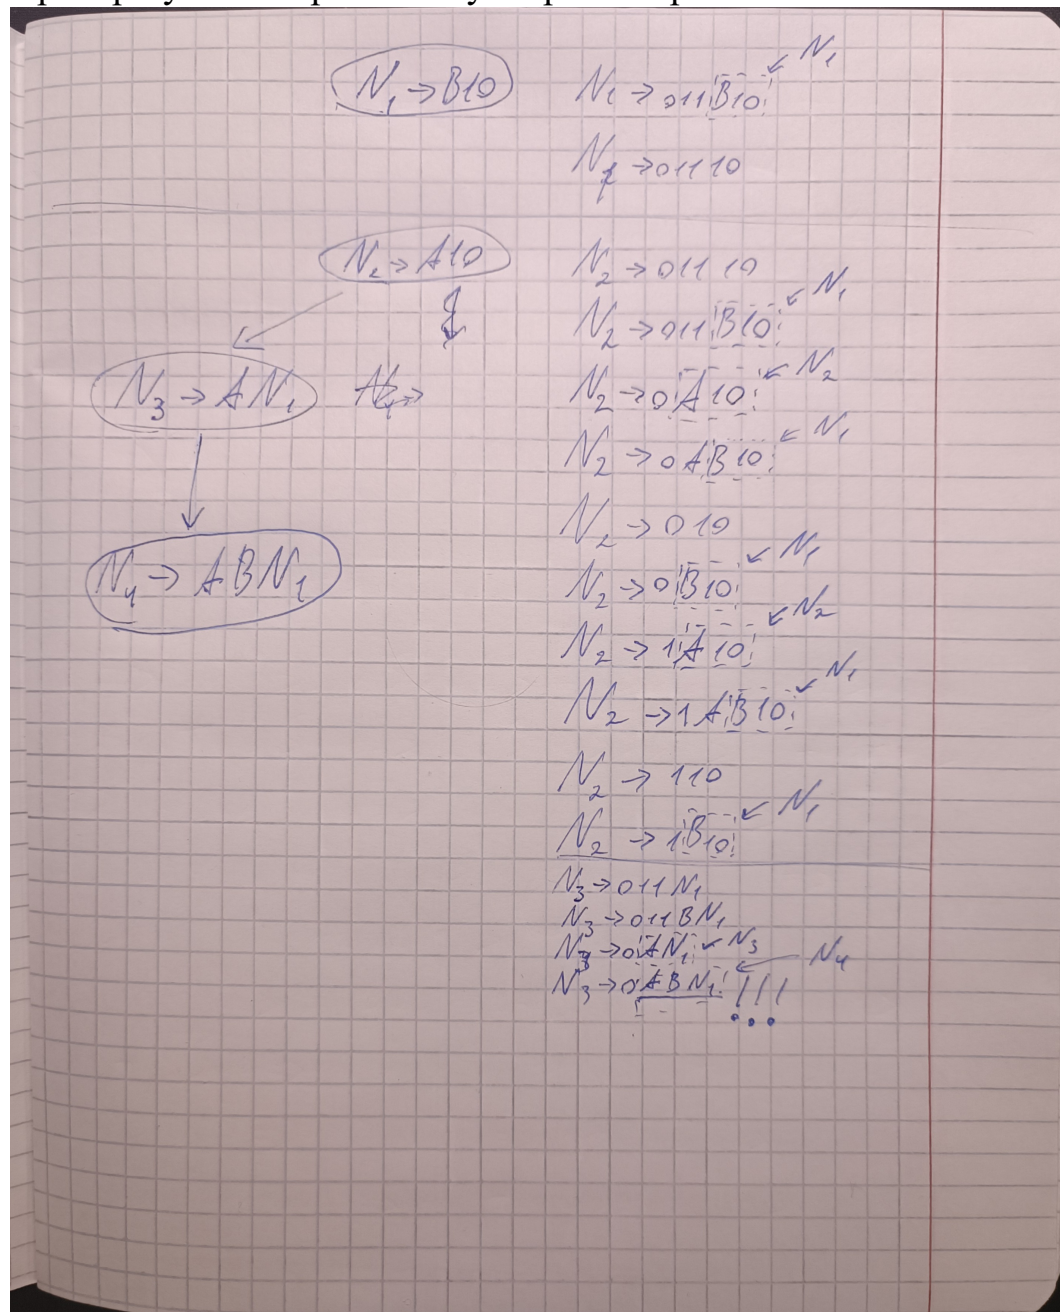 N₁ → B10
N₁ → 011B10 ← N₁
N₁ → 01110
N₂ → A10
N₂ → 01110
N₂ → 011B10 ← N₁
N₃ → AN₁
N₂ → 0A10 ← N₂
N₂ → 0AB10 ← N₁
N₂ → 010
N₄ → ABN₁
N₂ → 0B10 ← N₁
N₂ → 1A10 ← N₂
N₂ → 1AB10 ← N₁
N₂ → 110
N₂ → 1B10 ← N₁
N₃ → 011N₁
N₃ → 011BN₁
N₃ → 0AN₁ ← N₃
N₃ → 0ABN₁ ← N₄ !!!